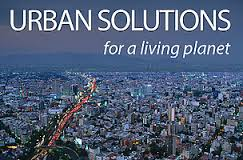 URBAN SOLUTIONS
for a living planet